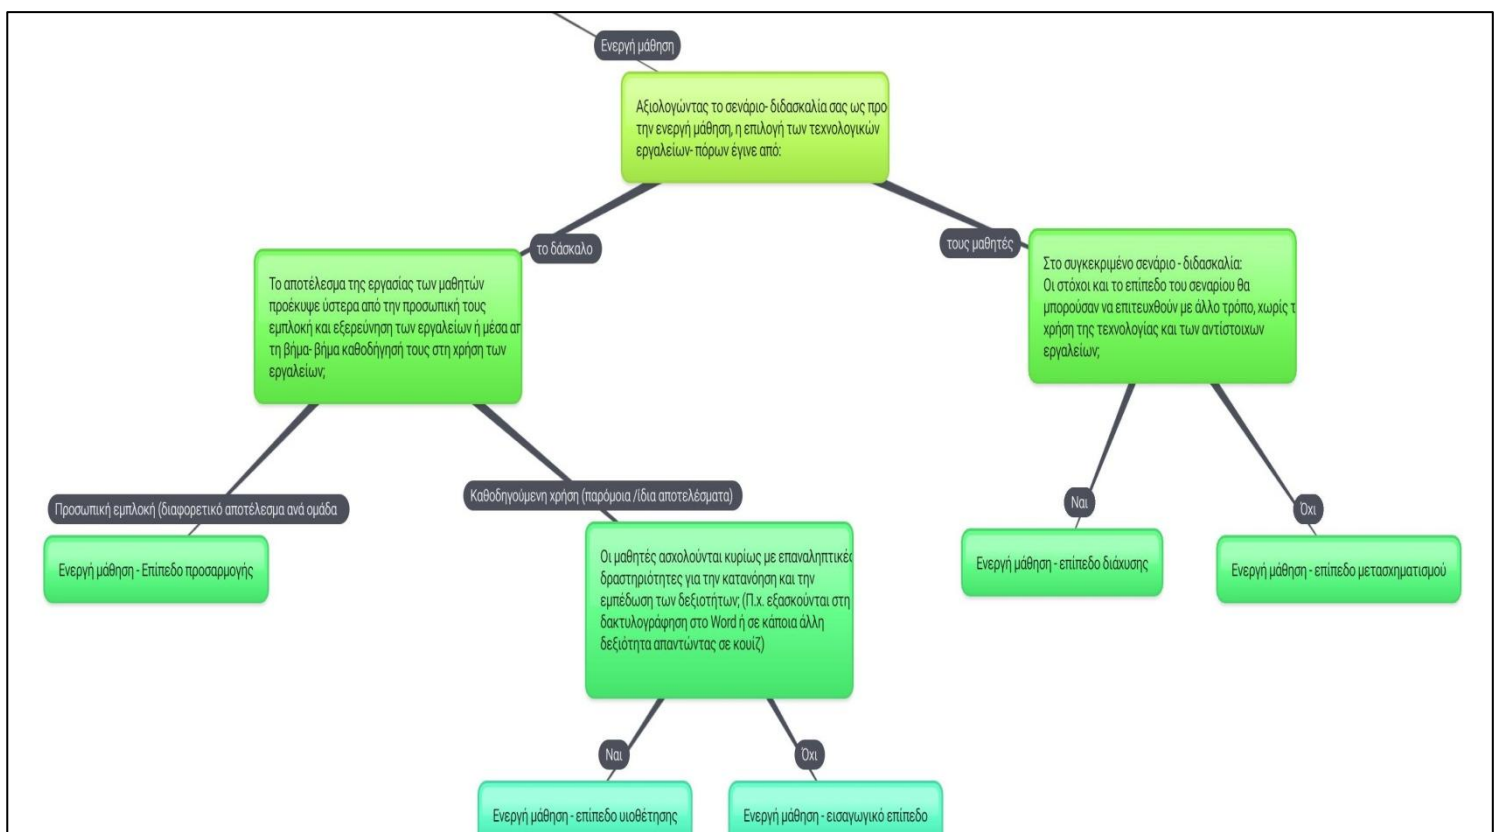 Ενεργή μάθηση
Αξιολογώντας το σενάριο- διδασκαλία σας ως προ
την ενεργή μάθηση, η επιλογή των τεχνολογικών
εργαλείων- πόρων έγινε από:
το δάσκαλο
τους μαθητές
Το αποτέλεσμα της εργασίας των μαθητών
προέκυψε ύστερα από την προσωπική τους
εμπλοκή και εξερεύνηση των εργαλείων ή μέσα απ
τη βήμα- βήμα καθοδήγησή τους στη χρήση των
εργαλείων;
Στο συγκεκριμένο σενάριο - διδασκαλία:
Οι στόχοι και το επίπεδο του σεναρίου θα
μπορούσαν να επιτευχθούν με άλλο τρόπο, χωρίς τ
χρήση της τεχνολογίας και των αντίστοιχων
εργαλείων;
Προσωπική εμπλοκή (διαφορετικό αποτέλεσμα ανά ομάδα
Καθοδηγούμενη χρήση (παρόμοια /ίδια αποτελέσματα)
Ναι
Όχι
Ενεργή μάθηση - Επίπεδο προσαρμογής
Οι μαθητές ασχολούνται κυρίως με επαναληπτικές
δραστηριότητες για την κατανόηση και την
εμπέδωση των δεξιοτήτων; (Π.χ. εξασκούνται στη
δακτυλογράφηση στο Word ή σε κάποια άλλη
δεξιότητα απαντώντας σε κουίζ)
Ενεργή μάθηση - επίπεδο διάχυσης
Ενεργή μάθηση - επίπεδο μετασχηματισμού
Ναι
Όχι
Ενεργή μάθηση - επίπεδο υιοθέτησης
Ενεργή μάθηση - εισαγωγικό επίπεδο